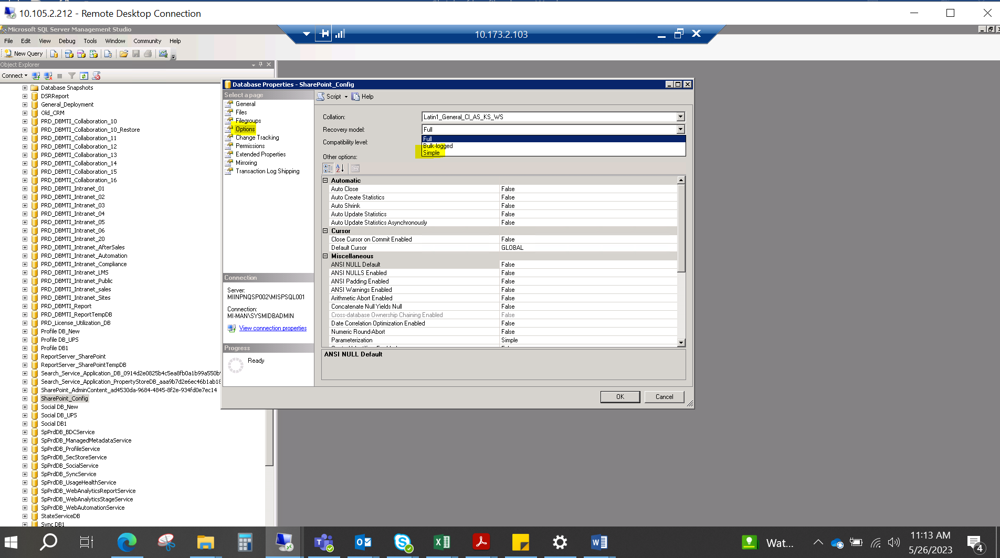 10.105.2.212 - Remote Desktop Connection
Microsoft SQL Server Management Studio
10.173.2.103
File Edit View Debug Tools Window Community Help
New Query
Object Explorer
Connect
Database Snapshots
DSRReport
General_Deployment
Old_CRM
PRD_DBMTI_Collaboration_10
PRD_DBMTI_Collaboration_10_Restore
PRD_DBMTI_Collaboration_11
PRD_DBMTI_Collaboration_12
PRD_DBMTI_Collaboration_13
PRD_DBMTI_Collaboration_14
PRD_DBMTI_Collaboration_15
PRD_DBMTI_Collaboration_16
PRD_DBMTI_Intranet_01
PRD_DBMTI_Intranet_02
PRD_DBMTI_Intranet_03
PRD_DBMTI_Intranet_04
PRD_DBMTI_Intranet_05
PRD_DBMTI_Intranet_06
PRD_DBMTI_Intranet_20
PRD_DBMTI_Intranet_AfterSales
PRD_DBMTI_Intranet_Automation
PRD_DBMTI_Intranet_Compliance
PRD_DBMTI_Intranet_LMS
PRD_DBMTI_Intranet_Public
PRD_DBMTI_Intranet_sales
PRD_DBMTI_Intranet_Sites
PRD_DBMTI_Report
PRD_DBMTI_ReportTempDB
PRD_License_Utilization_DB
Profile DB_New
Profile DB_UPS
Profile DB1
ReportServer_SharePoint
ReportServer_SharePointTempDB
Search_Service_Application_DB_0914d2e0825b4c5ea8fb0a1b99a550b
Search_Service_Application_PropertyStoreDB_aaa9b7d2e6ec46b1ab18
SharePoint_AdminContent_ad4530da-9684-4845-8f2e-934fd0e7ec14
SharePoint_Config
Social DB_New
Social DB_UPS
Social DB1
SpPrdDB_BDCService
SpPrdDB_ManagedMetadataService
SpPrdDB_ProfileService
SpPrdDB_SecStoreService
SpPrdDB_SocialService
SpPrdDB_SyncService
SpPrdDB_UsageHealthService
SpPrdDB_WebAnalyticsReportService
SpPrdDB_WebAnalyticsStageService
SpPrdDB_WebAutomationService
StateServiceDB
Sync DB1
Database Properties - SharePoint_Config
Select a page
General
Files
Filegroups
Options
Change Tracking
Permissions
Extended Properties
Mirroring
Transaction Log Shipping
Connection
Server:
MIINPNQSP002\MISPSQL001
Connection:
MI-MAN\SYSMIDBADMIN
View connection properties
Progress
Ready
Script Help
Collation: Latin1_General_CI_AS_KS_WS
Recovery model: Full
Full
Compatibility level: Bulk-logged
Simple
Other options:
Automatic
Auto Close False
Auto Create Statistics False
Auto Shrink False
Auto Update Statistics False
Auto Update Statistics Asynchronously False
Cursor
Close Cursor on Commit Enabled False
Default Cursor GLOBAL
Miscellaneous
ANSI NULL Default False
ANSI NULLS Enabled False
ANSI Padding Enabled False
ANSI Warnings Enabled False
Arithmetic Abort Enabled False
Concatenate Null Yields Null False
Cross-database Ownership Chaining Enabled False
Date Correlation Optimization Enabled False
Numeric Round-Abort False
Parameterization Simple
ANSI NULL Default
OK Cancel
Wat...
11:13 AM
5/26/2023
4